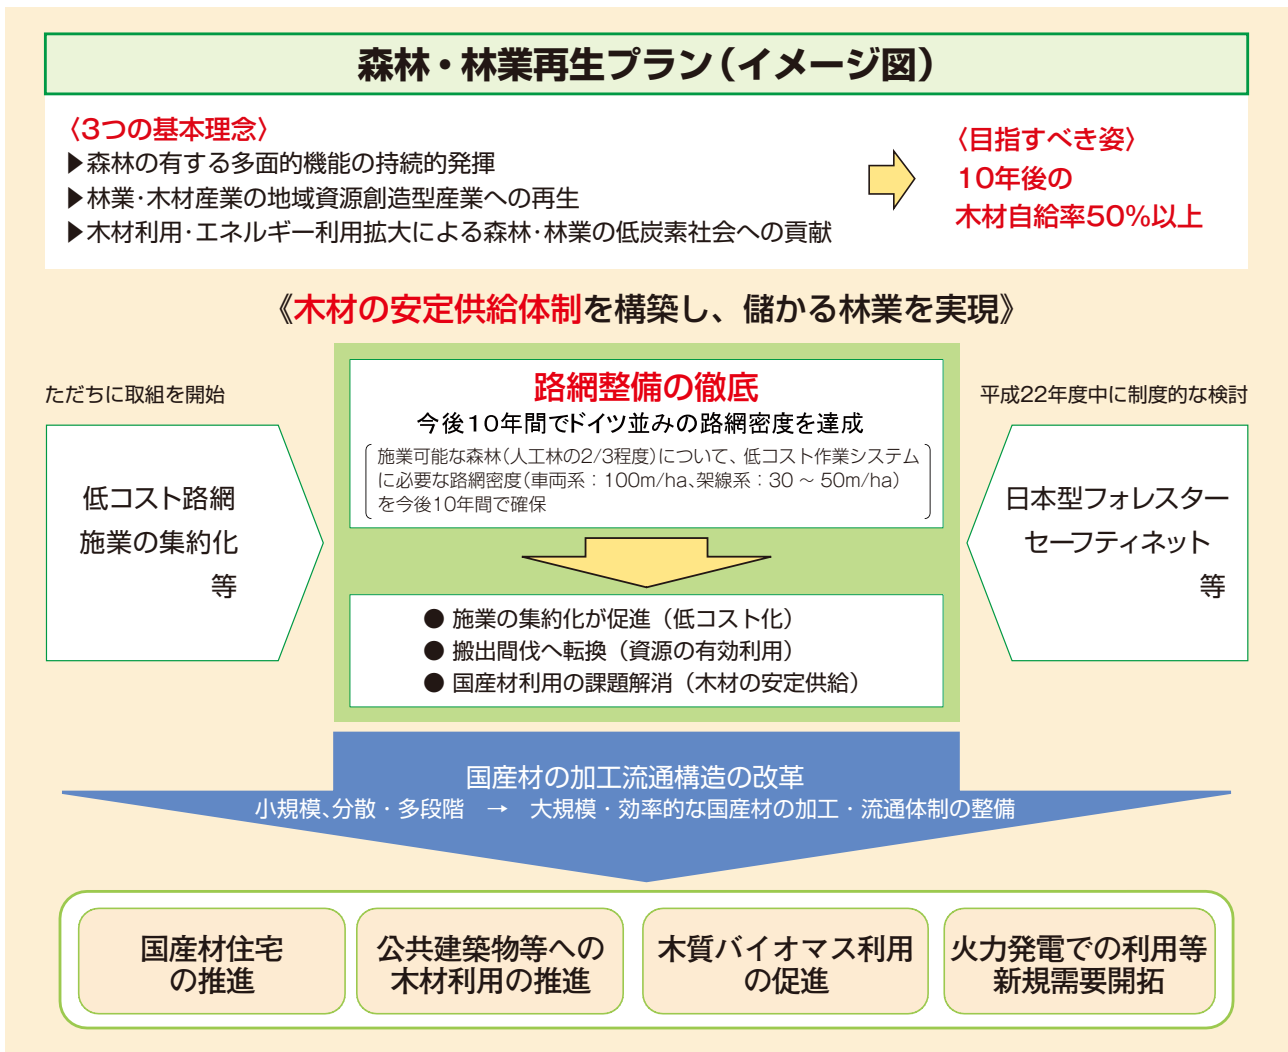 森林・林業再生プラン（イメージ図）
〈3つの基本理念〉
▶森林の有する多面的機能の持続的発揮
▶林業･木材産業の地域資源創造型産業への再生
▶木材利用･エネルギー利用拡大による森林･林業の低炭素社会への貢献
〈目指すべき姿〉
10年後の
木材自給率50%以上
《木材の安定供給体制を構築し、儲かる林業を実現》
ただちに取組を開始
低コスト路網
施業の集約化
等
路網整備の徹底
今後10年間でドイツ並みの路網密度を達成
施業可能な森林（人工林の2/3程度）について、低コスト作業システム
に必要な路網密度（車両系：100m/ha、架線系：30 ～ 50m/ha）
を今後10年間で確保
● 施業の集約化が促進（低コスト化）
● 搬出間伐へ転換（資源の有効利用）
● 国産材利用の課題解消（木材の安定供給）
平成22年度中に制度的な検討
日本型フォレスター
セーフティネット
等
国産材の加工流通構造の改革
小規模、分散・多段階　→　大規模・効率的な国産材の加工・流通体制の整備
国産材住宅
の推進
公共建築物等への
木材利用の推進
木質バイオマス利用
の促進
火力発電での利用等
新規需要開拓